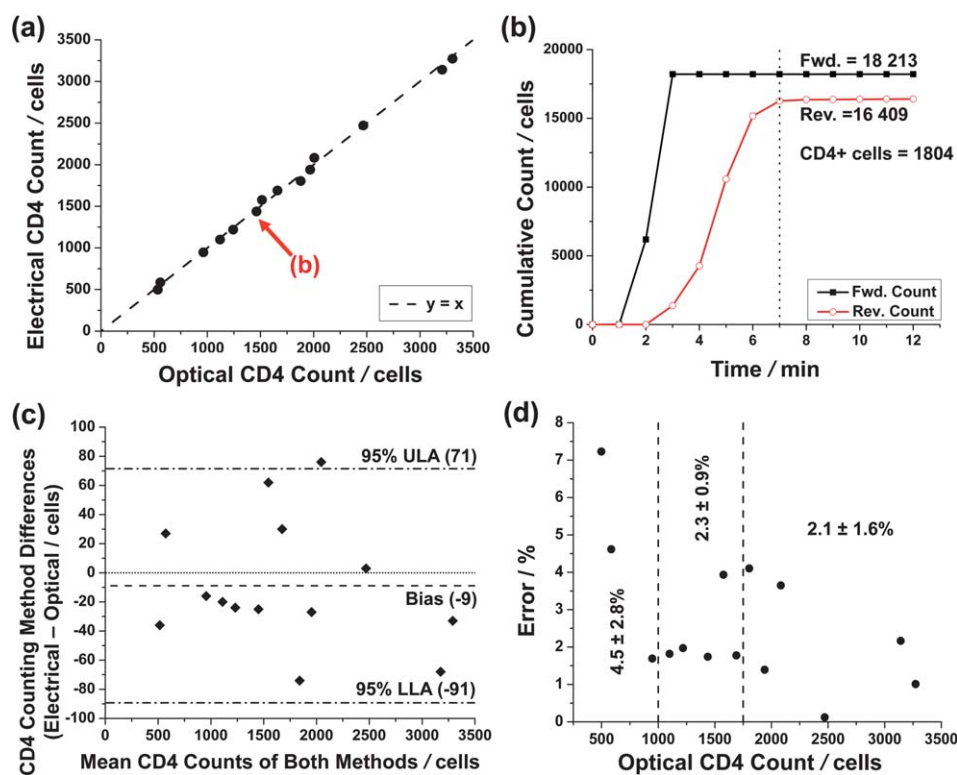 (a)
Electrical CD4 Count / cells
3500
3000
2500
2000
1500
1000
500
0
0 500 1000 1500 2000 2500 3000 3500
Optical CD4 Count / cells
(b)
y = x
(b)
Cumulative Count / cells
20000
15000
10000
5000
0
0 2 4 6 8 10 12
Time / min
Fwd. = 18 213
Rev. =16 409
CD4+ cells = 1804
Fwd. Count
Rev. Count
(c)
CD4 Counting Method Differences
(Electrical – Optical / cells)
100
80
60
40
20
0
-20
-40
-60
-80
-100
0 500 1000 1500 2000 2500 3000 3500
Mean CD4 Counts of Both Methods / cells
95% ULA (71)
Bias (-9)
95% LLA (-91)
(d)
Error / %
8
7
6
5
4
3
2
1
0
500 1000 1500 2000 2500 3000 3500
Optical CD4 Count / cells
4.5 ± 2.8%
2.3 ± 0.9%
2.1 ± 1.6%